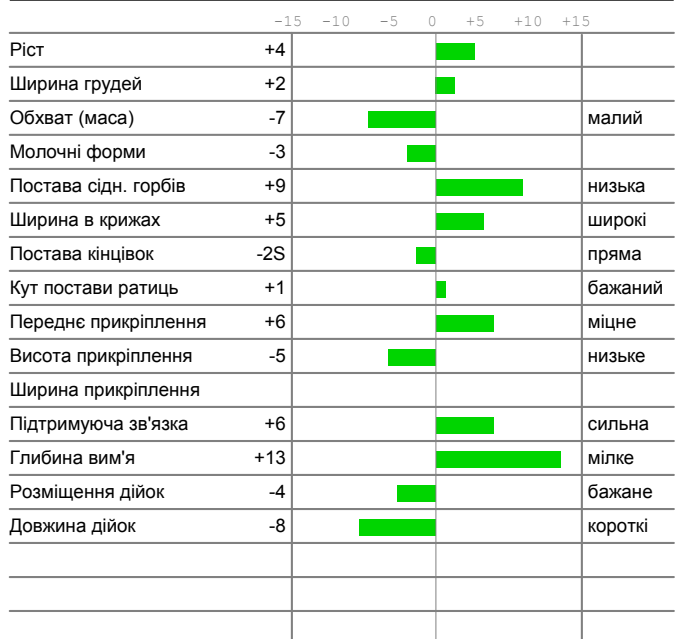 -15 -10 -5 0 +5 +10 +15
Ріст +4
Ширина грудей +2
Обхват (маса) -7 малий
Молочні форми -3
Постава сідн. горбів +9 низька
Ширина в крижах +5 широкі
Постава кінцівок -2S пряма
Кут постави ратиць +1 бажаний
Переднє прикріплення +6 міцне
Висота прикріплення -5 низьке
Ширина прикріплення
Підтримуюча зв'язка +6 сильна
Глибина вим'я +13 мілке
Розміщення дійок -4 бажане
Довжина дійок -8 короткі